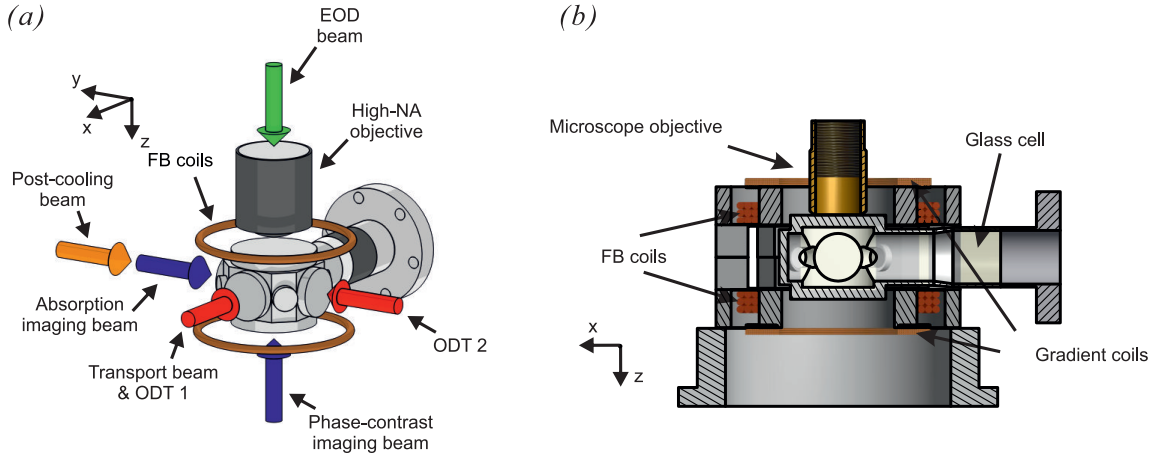 (a)
EOD
beam
y
x
z
High-NA
objective
FB coils
Post-cooling
beam
Absorption
imaging beam
ODT 2
Transport beam
& ODT 1
Phase-contrast
imaging beam
(b)
Microscope objective
Glass cell
FB coils
x
z
Gradient coils